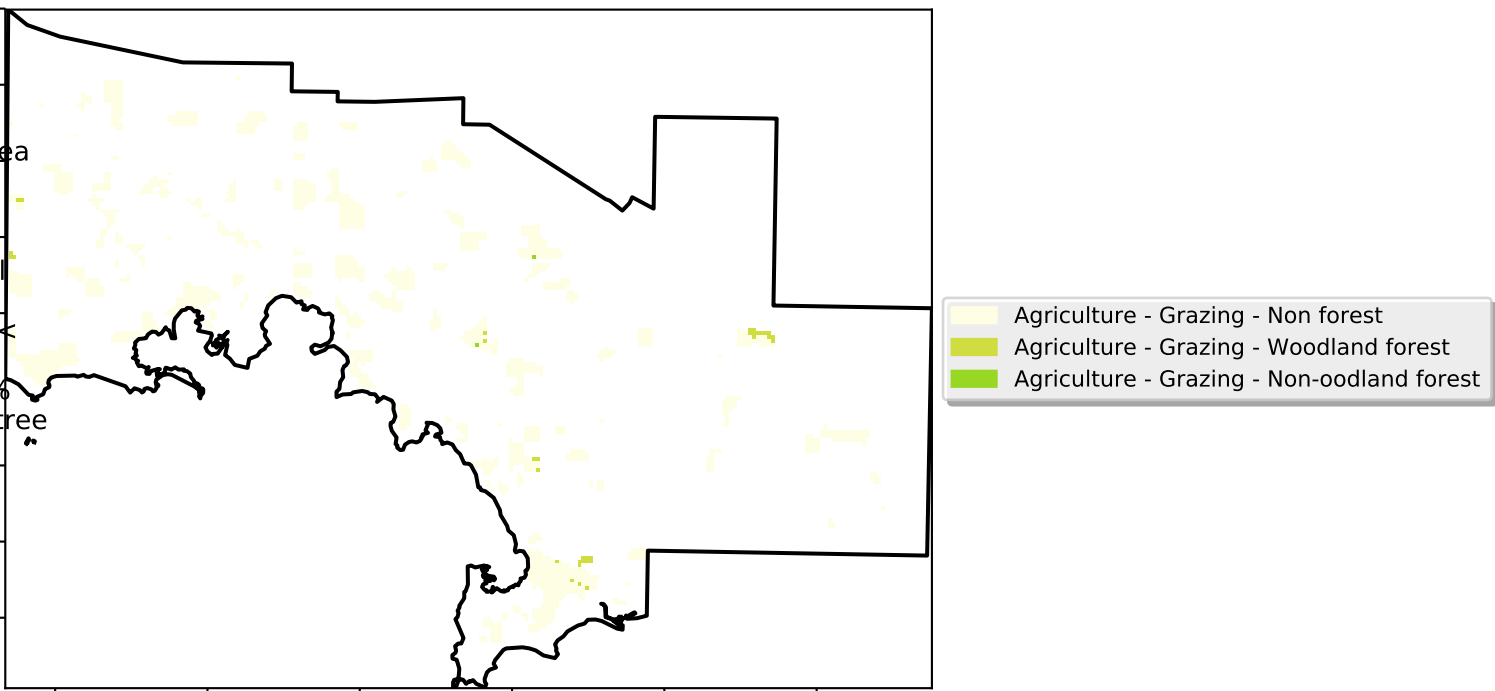 ea
Agriculture - Grazing - Non forest
Agriculture - Grazing - Woodland forest
Agriculture - Grazing - Non-oodland forest
tree